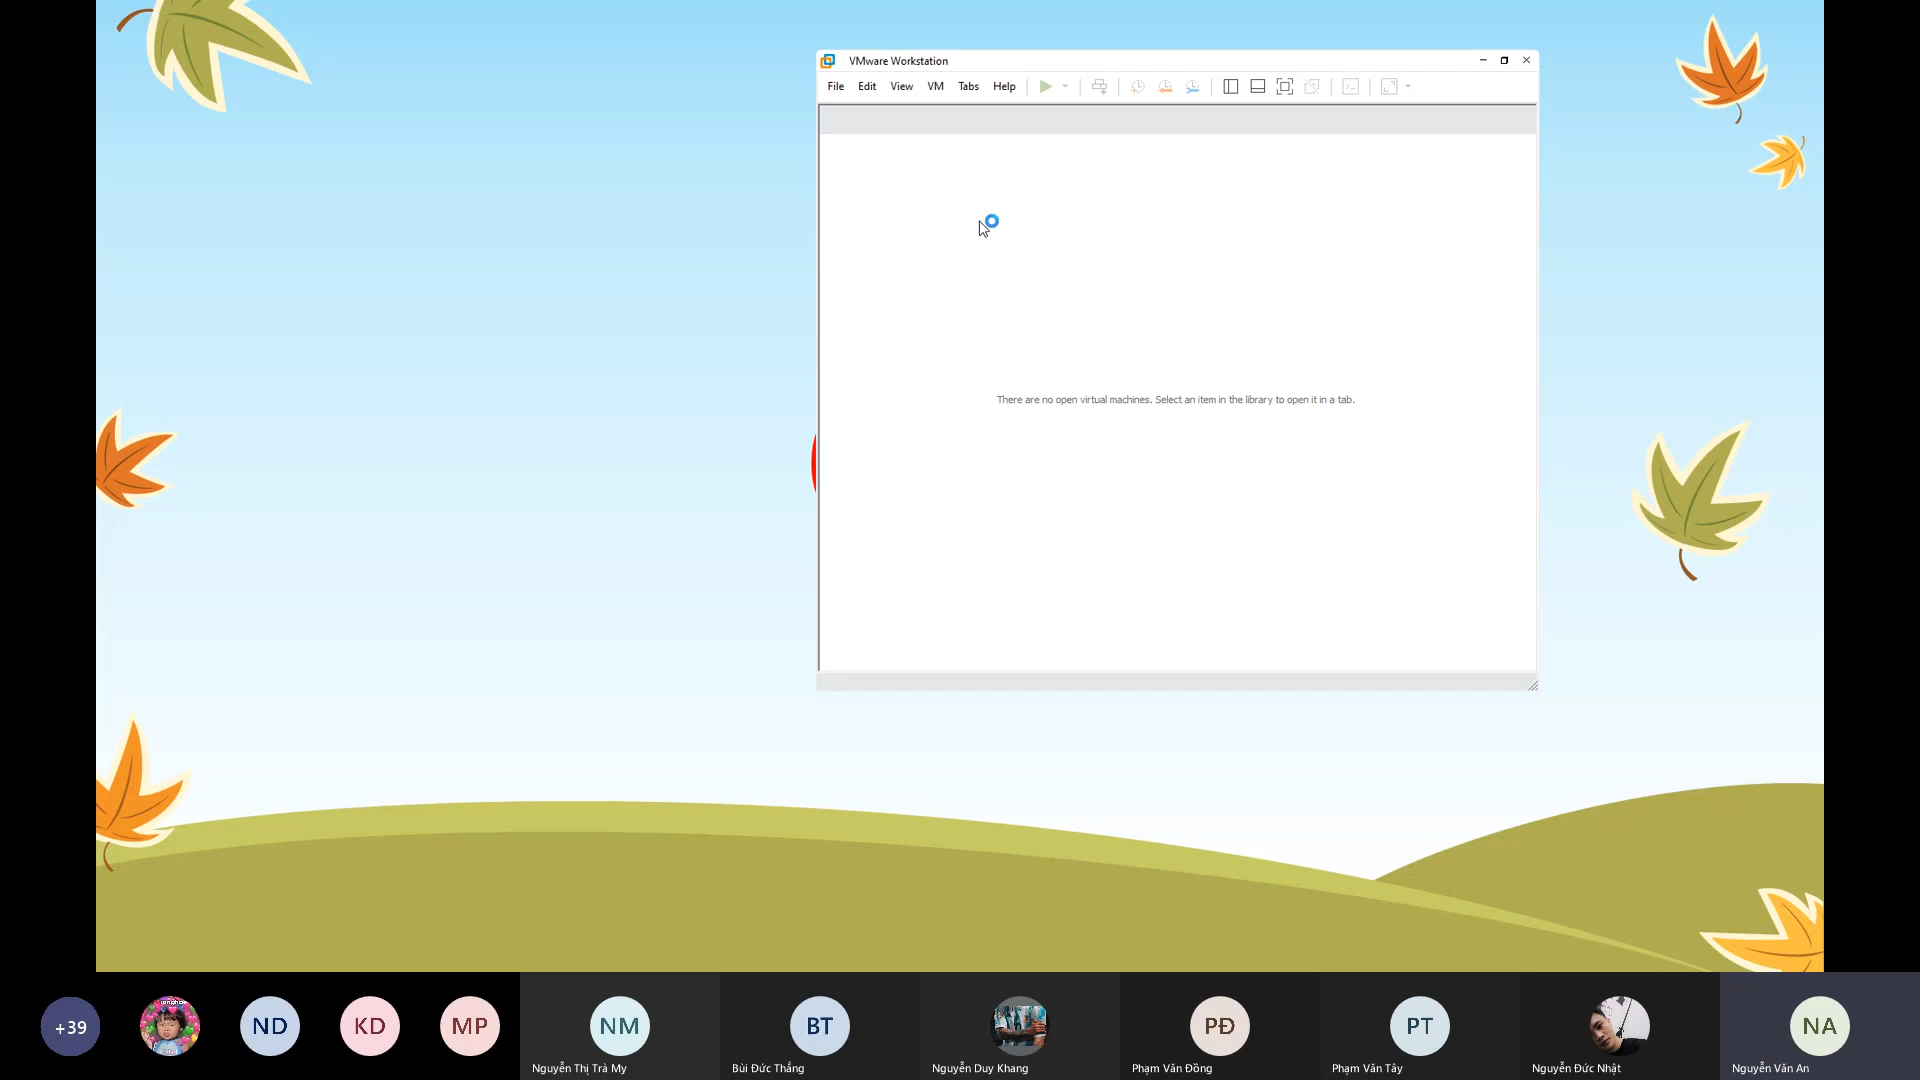 VMware Workstation
File Edit View VM Tabs Help
There are no open virtual machines. Select an item in the library to open it in a tab.
+39
ND
KD
MP
NM
BT
PĐ
PT
NA
Nguyễn Thị Trà My
Bùi Đức Thắng
Nguyễn Duy Khang
Phạm Văn Đồng
Phạm Văn Tây
Nguyễn Đức Nhật
Nguyễn Văn An